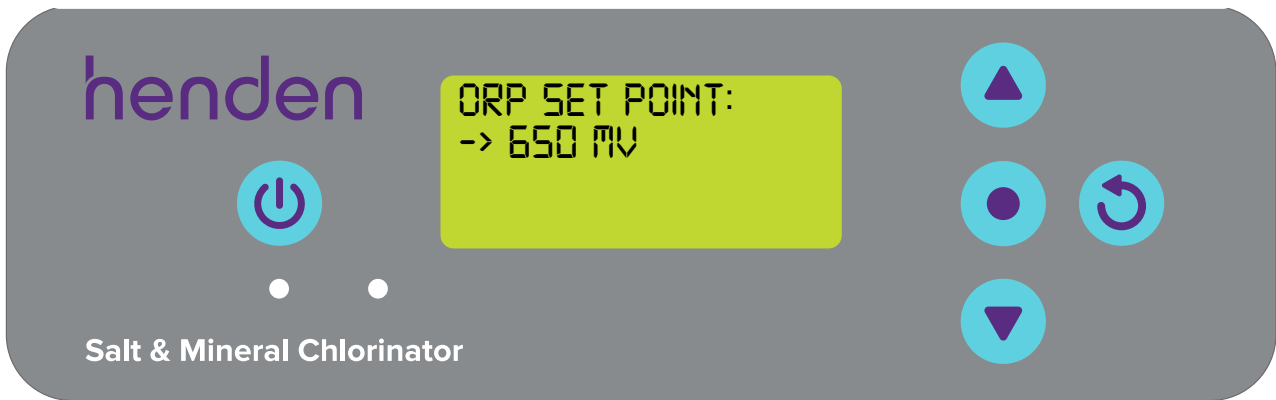 henden
ORP SET POINT:
-> 650 MV
Salt & Mineral Chlorinator